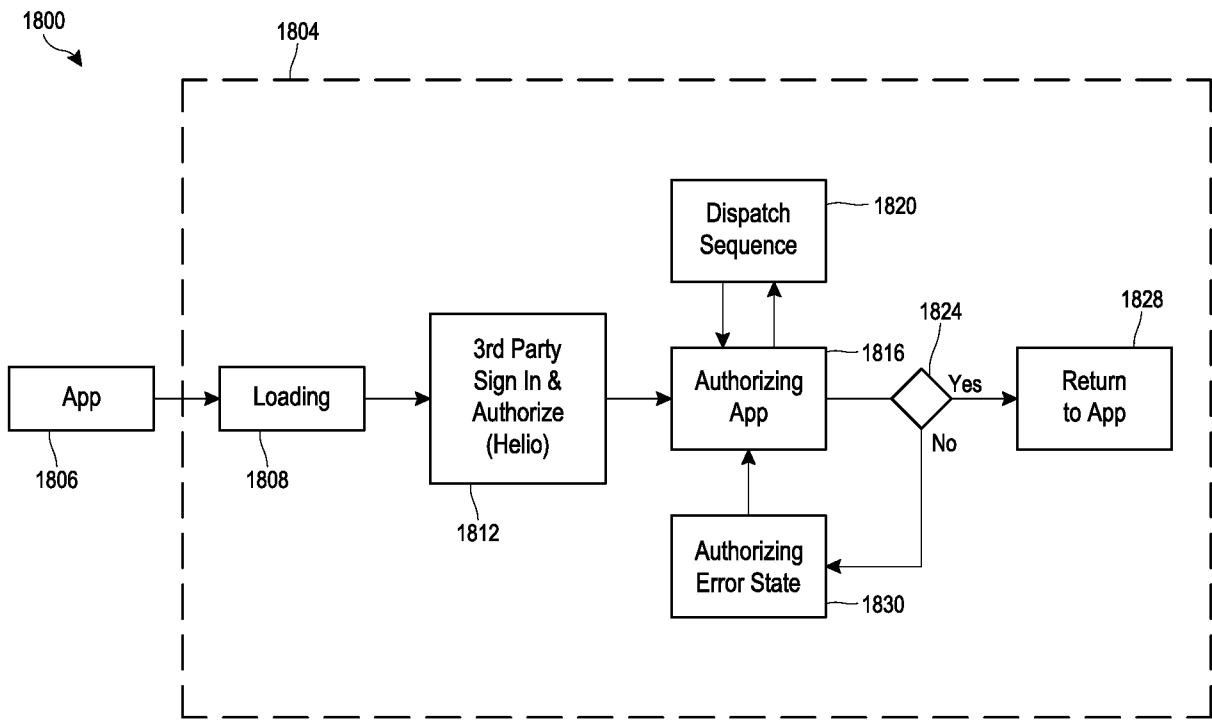 1800
1804
Dispatch
Sequence
1820
3rd Party
Sign In &
Authorize
(Helio)
1812
App
1806
Loading
1808
Authorizing
App
1816
1824
Yes
No
Return
to App
1828
Authorizing
Error State
1830